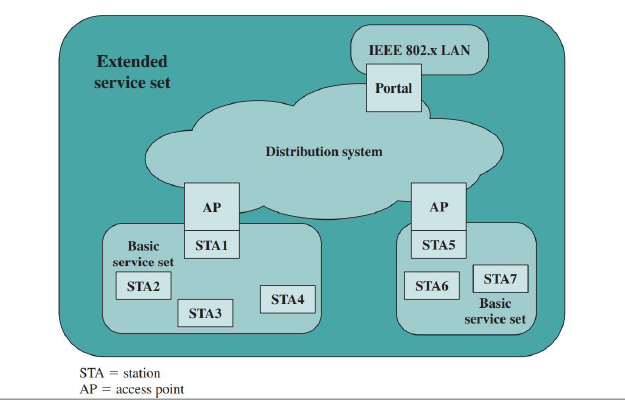 Extended
service set
IEEE 802.x LAN
Portal
Distribution system
AP
AP
STA1
STA5
Basic
service set
STA2
STA3
STA4
STA6
STA7
Basic
service set
STA = station
AP = access point